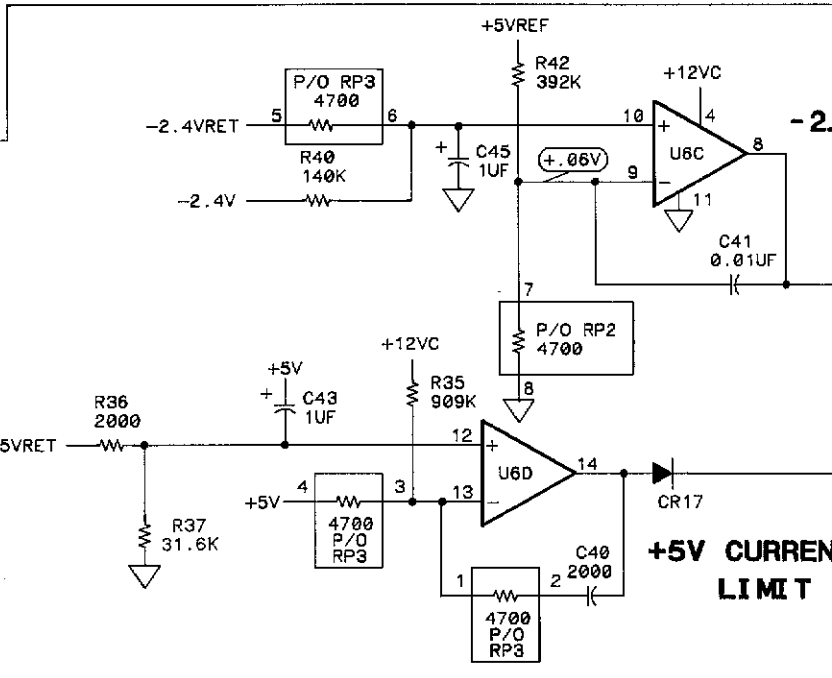 +5VREF
R42
392K
P/O RP3
4700
+12VC
-2.4VRET
5
6
10
+
4
-2.
U6C
8
R40
140K
+
C45
1UF
+.06V
9
-
11
-2.4V
C41
0.01UF
7
P/O RP2
4700
8
+12VC
+5V
R35
909K
+
C43
1UF
R36
2000
5VRET
12
+
U6D
14
+5V
4
3
13
-
4700
P/O
RP3
CR17
R37
31.6K
+5V CURREN
LIMIT
C40
2000
1
2
4700
P/O
RP3